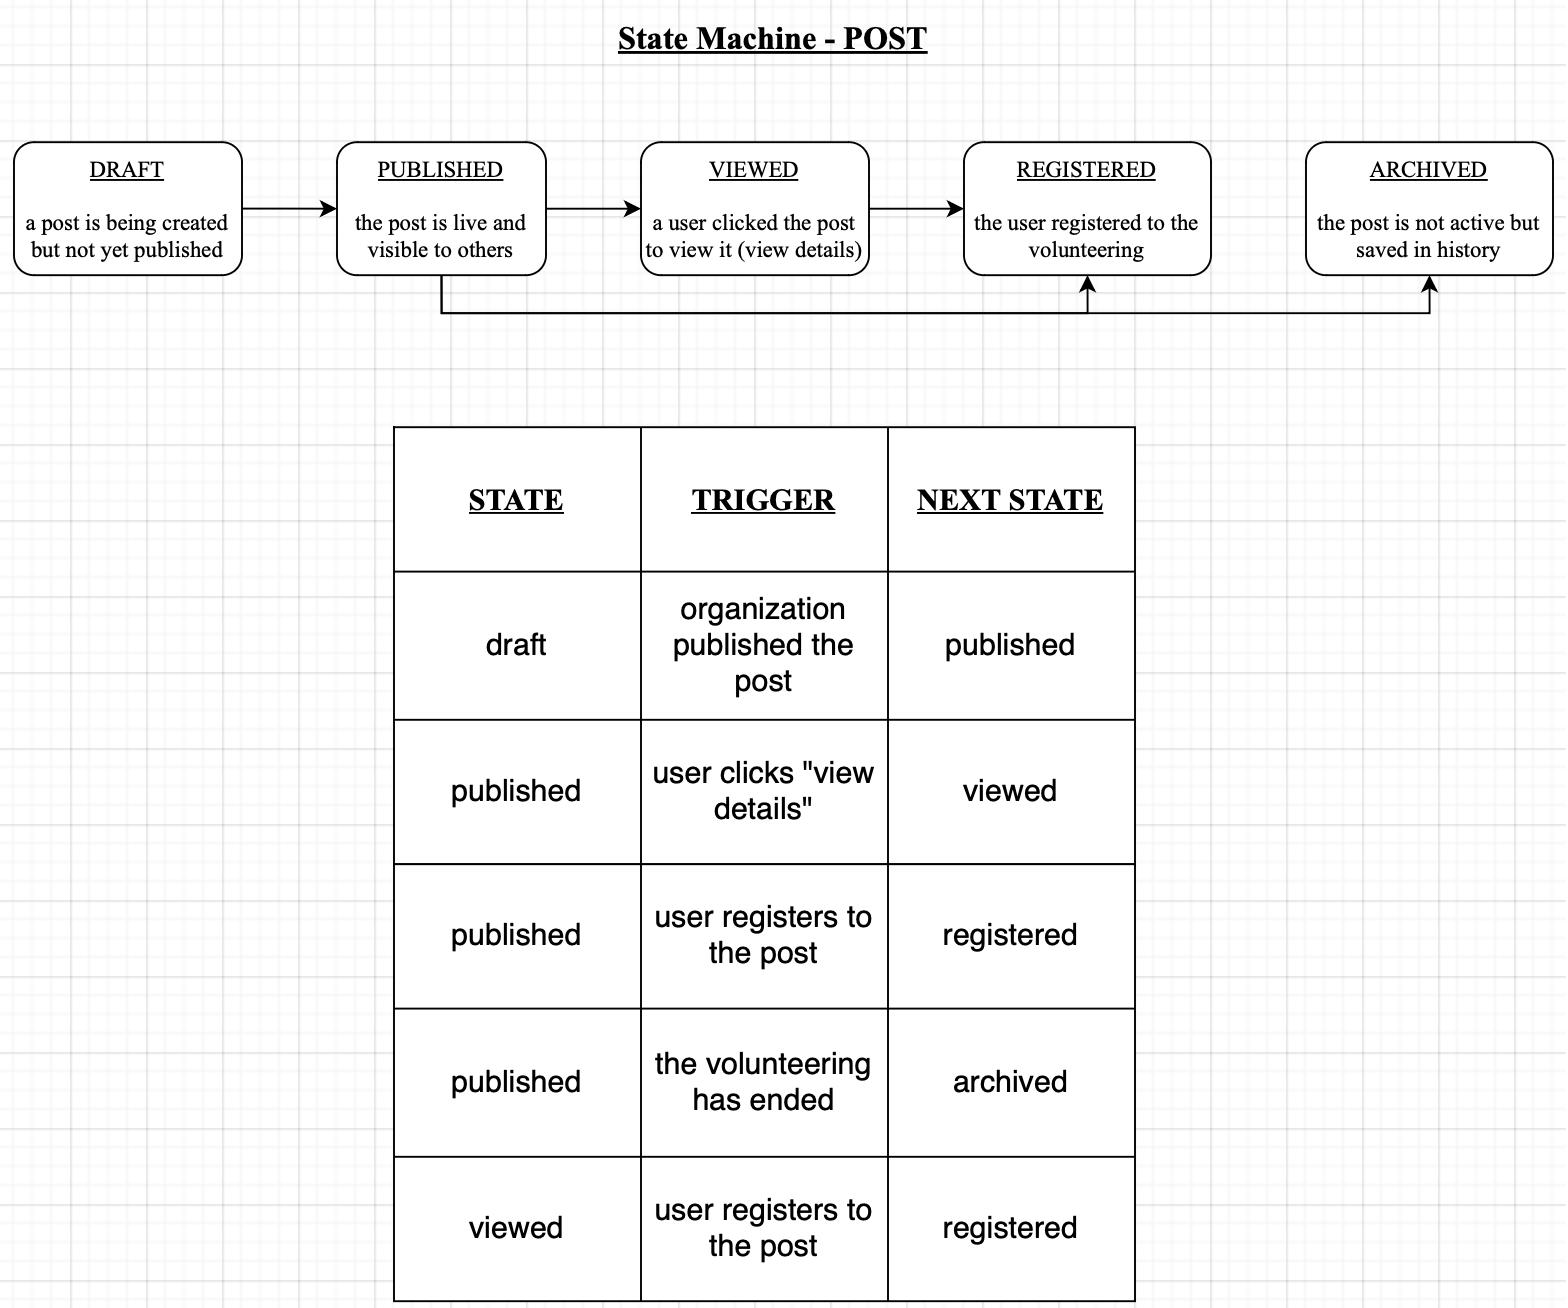 State Machine - POST
DRAFT
a post is being created
but not yet published
PUBLISHED
the post is live and
visible to others
VIEWED
a user clicked the post
to view it (view details)
REGISTERED
the user registered to the
volunteering
ARCHIVED
the post is not active but
saved in history
STATE
TRIGGER
NEXT STATE
draft
organization
published the
post
published
published
user clicks "view
details"
viewed
published
user registers to
the post
registered
published
the volunteering
has ended
archived
viewed
user registers to
the post
registered